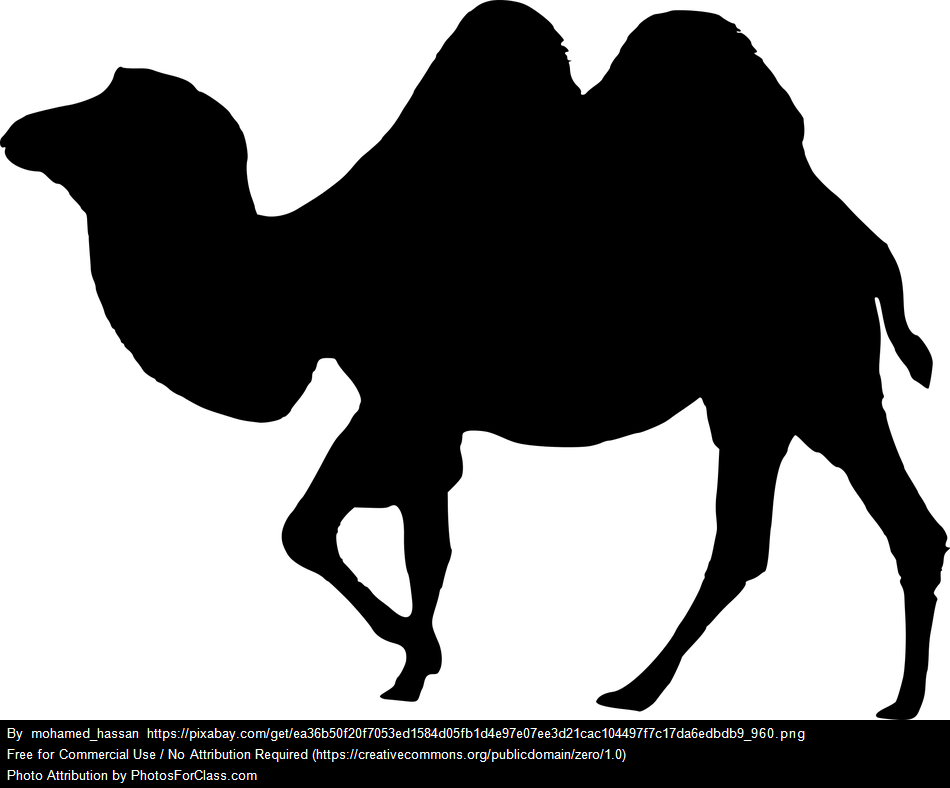 By mohamed_hassan https://pixabay.com/get/ea36b50f20f7053ed1584d05fb1d4e97e07ee3d21cac104497f7c17da6edbdb9_960.png
Free for Commercial Use / No Attribution Required (https://creativecommons.org/publicdomain/zero/1.0)
Photo Attribution by PhotosForClass.com